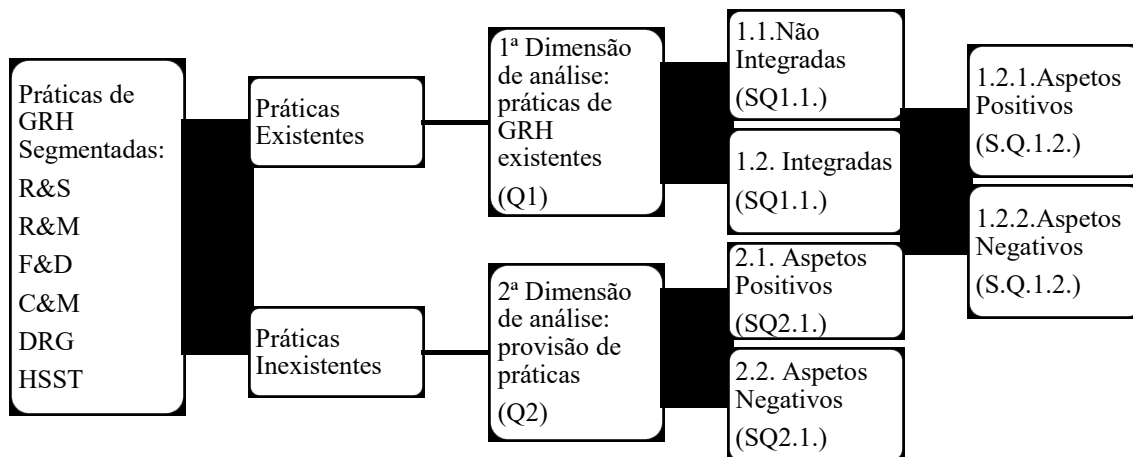 Práticas de
GRH
Segmentadas:
R&S
R&M
F&D
C&M
DRG
HSST
Práticas
Existentes
Práticas
Inexistentes
1ª Dimensão
de análise:
práticas de
GRH
existentes
(Q1)
2ª Dimensão
de análise:
provisão de
práticas
(Q2)
1.1.Não
Integradas
(SQ1.1.)
1.2. Integradas
(SQ1.1.)
2.1. Aspetos
Positivos
(SQ2.1.)
2.2. Aspetos
Negativos
(SQ2.1.)
1.2.1.Aspetos
Positivos
(S.Q.1.2.)
1.2.2.Aspetos
Negativos
(S.Q.1.2.)